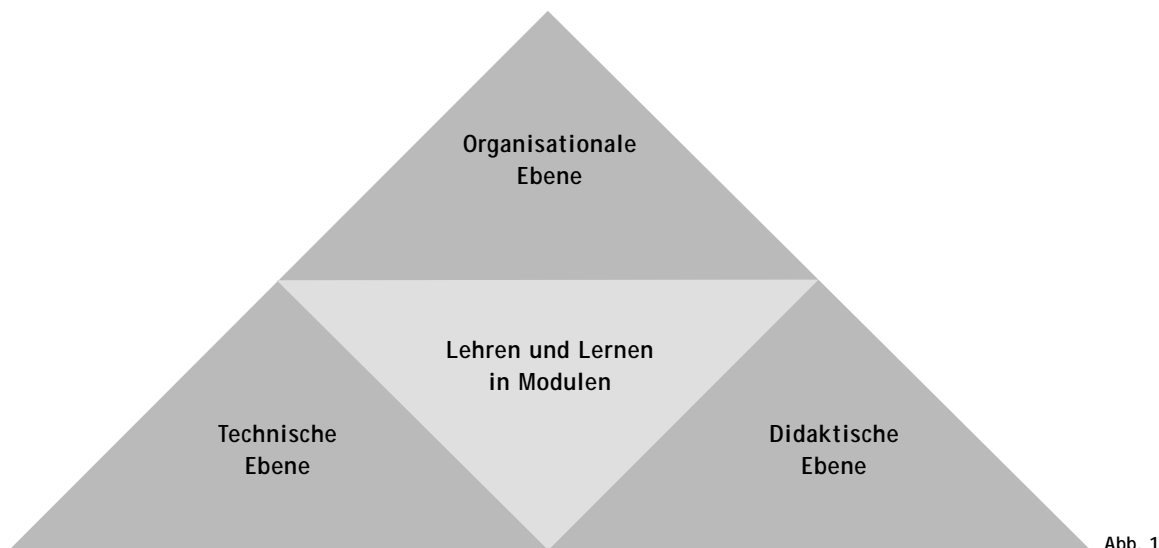 Organisationale
Ebene
Lehren und Lernen
in Modulen
Technische
Ebene
Didaktische
Ebene
Abb. 1